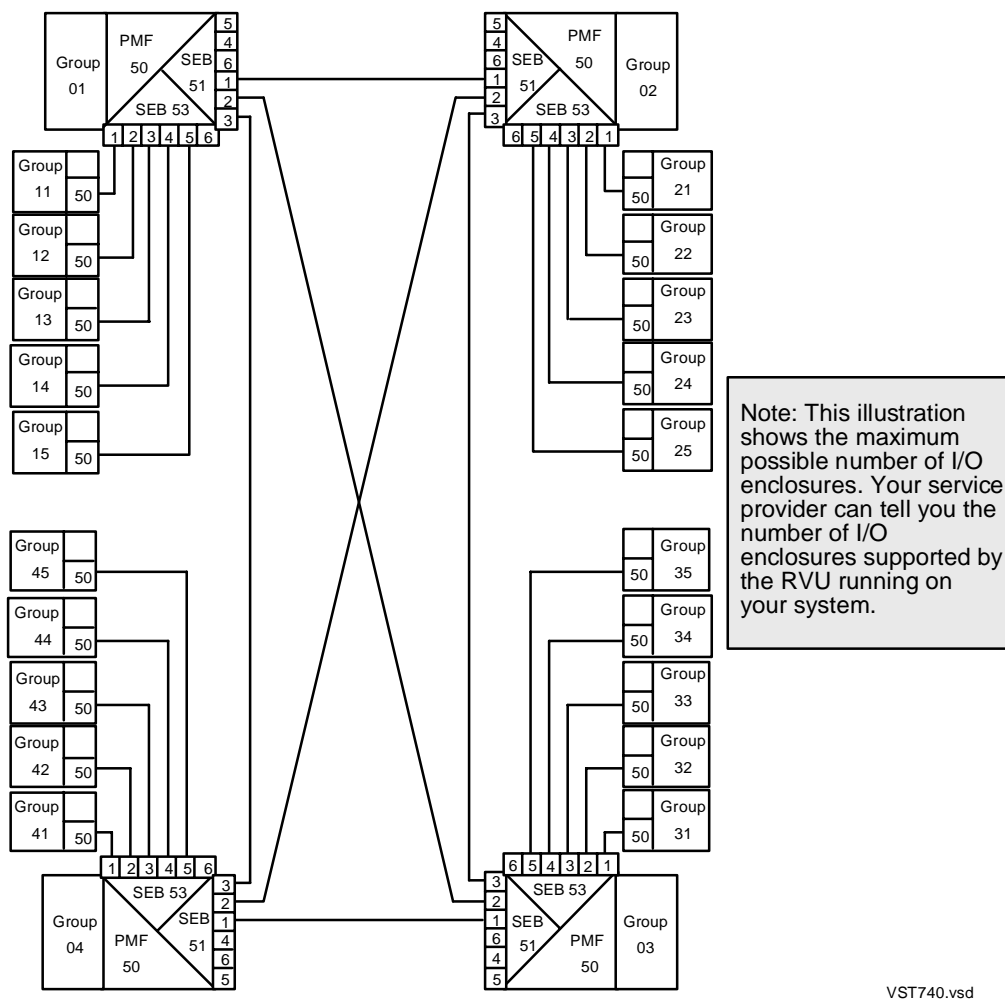 Group
01
PMF
50
SEB
51
SEB 53
5
4
6
1
2
3
1 2 3 4 5 6
Group
11
50
Group
12
50
Group
13
50
Group
14
50
Group
15
50
5
4
6
1
2
3
SEB
51
PMF
50
SEB 53
Group
02
6 5 4 3 2 1
50
Group
21
50
Group
22
50
Group
23
50
Group
24
50
Group
25
Note: This illustration
shows the maximum
possible number of I/O
enclosures. Your service
provider can tell you the
number of I/O
enclosures supported by
the RVU running on
your system.
Group
45
50
Group
44
50
Group
43
50
Group
42
50
Group
41
50
1 2 3 4 5 6
SEB 53
Group
04
PMF
50
SEB
51
3
2
1
4
6
5
50
Group
35
50
Group
34
50
Group
33
50
Group
32
50
Group
31
6 5 4 3 2 1
3
2
1
6
4
5
SEB 53
SEB
51
PMF
50
Group
03
VST740.vsd